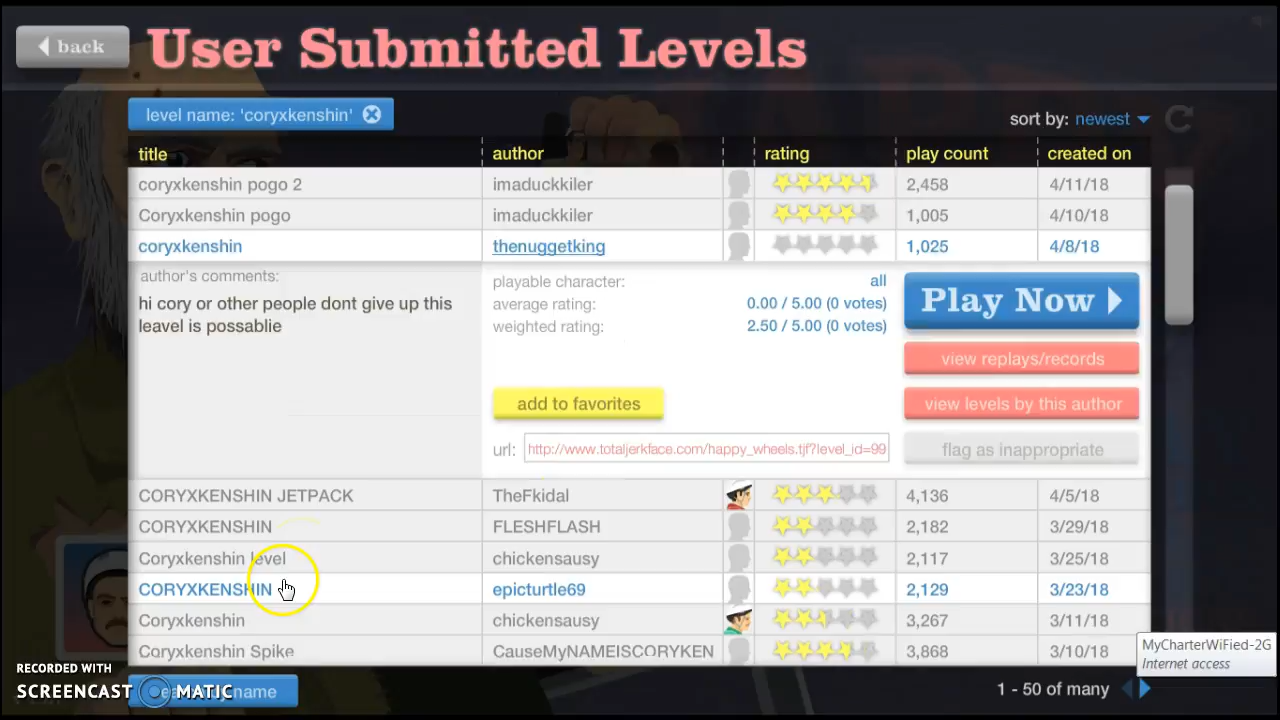 back
User Submitted Levels
level name: 'coryxkenshin'
sort by: newest
title author rating play count created on
coryxkenshin pogo 2 imaduckkiler 2,458 4/11/18
Coryxkenshin pogo imaduckkiler 1,005 4/10/18
coryxkenshin thenuggetking 1,025 4/8/18
author's comments:
hi cory or other people dont give up this
leavel is possablie
playable character: all
average rating: 0.00 / 5.00 (0 votes)
weighted rating: 2.50 / 5.00 (0 votes)
add to favorites
url: http://www.totaljerkface.com/happy_wheels.tjf?level_id=99
Play Now
view replays/records
view levels by this author
flag as inappropriate
CORYXKENSHIN JETPACK TheFkidal 4,136 4/5/18
CORYXKENSHIN FLESHFLASH 2,182 3/29/18
Coryxkenshin level chickensausy 2,117 3/25/18
CORYXKENSHIN epicturtle69 2,129 3/23/18
Coryxkenshin chickensausy 3,267 3/11/18
Coryxkenshin Spike CauseMyNAMEISCORYKEN 3,868 3/10/18
MyCharterWiFied-2G
Internet access
RECORDED WITH
SCREENCAST MATIC
name
1 - 50 of many